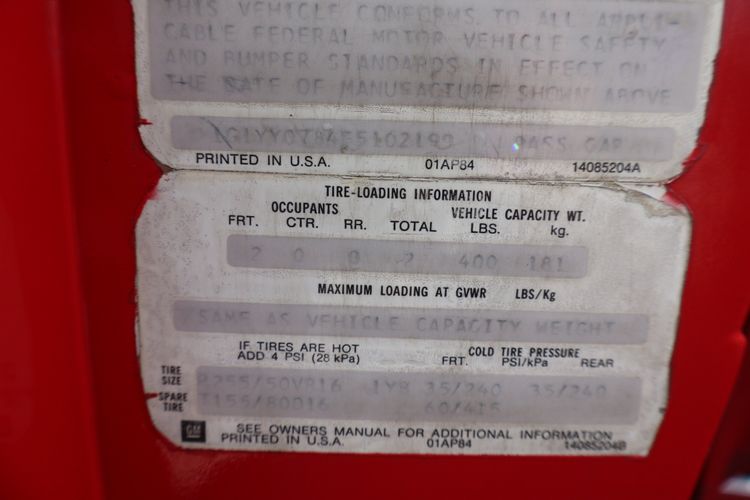 THIS VEHICLE CONFORMS TO ALL APPLI-
CABLE FEDERAL MOTOR VEHICLE SAFETY
AND BUMPER STANDARDS IN EFFECT ON
THE DATE OF MANUFACTURE SHOWN ABOVE
PASS CAR
PRINTED IN U.S.A. 01AP84 14085204A
TIRE-LOADING INFORMATION
OCCUPANTS VEHICLE CAPACITY WT.
FRT. CTR. RR. TOTAL LBS. kg.
2 0 0 2 400 181
MAXIMUM LOADING AT GVWR LBS/Kg
SAME AS VEHICLE CAPACITY WEIGHT
IF TIRES ARE HOT
ADD 4 PSI (28 kPa)
COLD TIRE PRESSURE
FRT. PSI/kPa REAR
TIRE
SIZE
P255/50VR16 35/240 35/240
SPARE
TIRE
T155/80D16 60/415
GM
SEE OWNERS MANUAL FOR ADDITIONAL INFORMATION
PRINTED IN U.S.A. 01AP84 14085204B